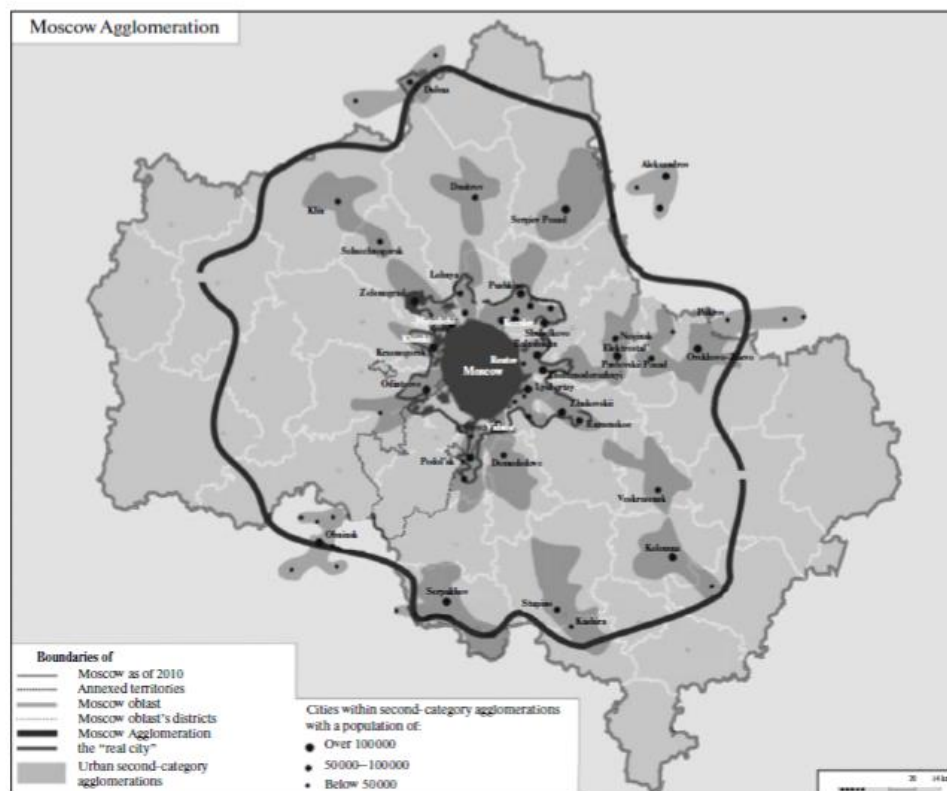 Moscow Agglomeration
Dubna
Aleksandrov
Dmitrov
Klin
Sergiev Posad
Solnechnogorsk
Lobnya
Pushkino
Zelenograd
Pokrov
Noginsk
Elektrostal'
Orekhovo-Zuevo
Pavlovskii Posad
Krasnogorsk
Reutov
Moscow
Odintsovo
Lyubertsy
Zhukovskii
Ramenskoe
Podol'sk
Domodedovo
Voskresensk
Obninsk
Kolomna
Serpukhov
Stupino
Kashira
Boundaries of
Moscow as of 2010
Annexed territories
Moscow oblast
Moscow oblast's districts
Moscow Agglomeration
the "real city"
Urban second-category
agglomerations
Cities within second-category agglomerations
with a population of:
Over 100000
50000—100000
Below 50000